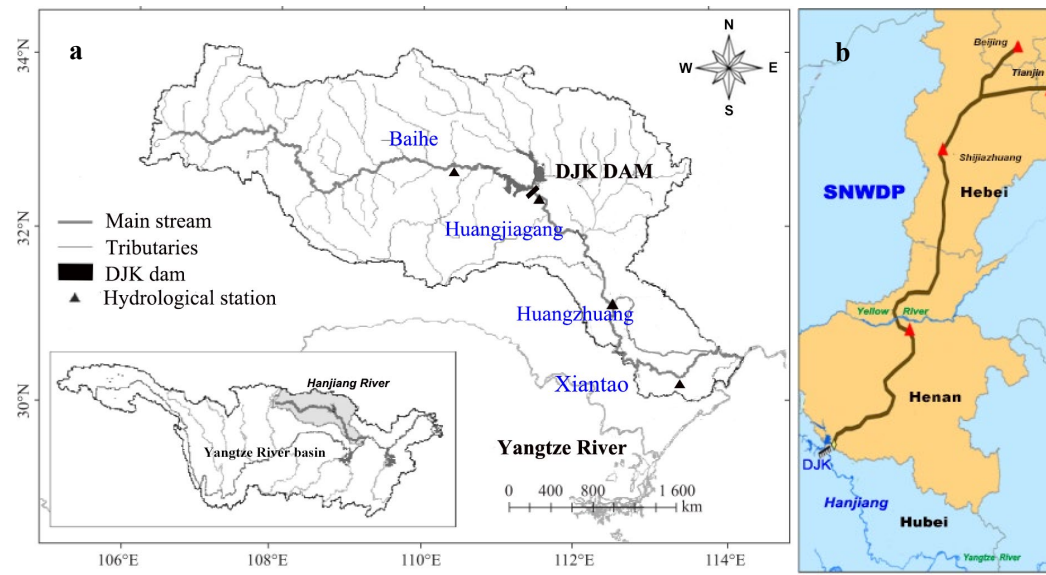 a
N
W
E
S
34°N
32°N
30°N
Baihe
DJK DAM
Huangjiagang
Huangzhuang
Xiantao
Main stream
Tributaries
DJK dam
Hydrological station
Hanjiang River
Yangtze River basin
Yangtze River
0 400 800 1 600
km
106°E 108°E 110°E 112°E 114°E
b
Beijing
Tianjin
Shijiazhuang
SNWDP
Hebei
Yellow River
Henan
DJK
Hanjiang
Hubei
Yangtze River